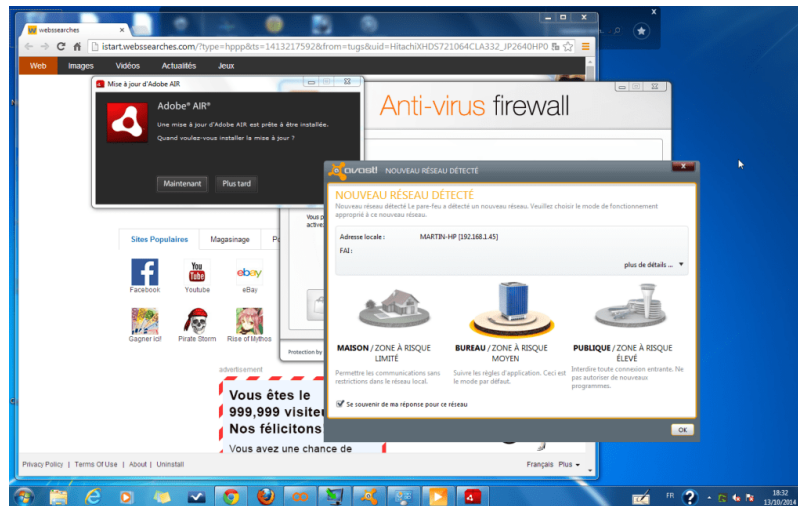 webssearches
istart.webssearches.com/?type=hppp&ts=1413217592&from=tugs&uid=HitachiXHDS721064CLA332_JP2640HP0
Web Images Vidéos Actualités Jeux
Mise à jour d'Adobe AIR
Adobe® AIR®
Une mise à jour d'Adobe AIR est prête à être installée.
Quand voulez-vous installer la mise à jour ?
Maintenant Plus tard
Anti-virus firewall
avast! NOUVEAU RÉSEAU DÉTECTÉ
NOUVEAU RÉSEAU DÉTECTÉ
Nouveau réseau détecté Le pare-feu a détecté un nouveau réseau. Veuillez choisir le mode de fonctionnement
approprié à ce nouveau réseau.
Adresse locale : MARTIN-HP [192.168.1.45]
FAI :
plus de détails ...
MAISON / ZONE À RISQUE
LIMITÉ
Permettre les communications sans
restrictions dans le réseau local.
BUREAU / ZONE À RISQUE
MOYEN
Suivre les règles d'application. Ceci est
le mode par défaut.
PUBLIQUE / ZONE À RISQUE
ÉLEVÉ
Interdire toute connexion entrante. Ne
pas autoriser de nouveaux
programmes.
Se souvenir de ma réponse pour ce réseau
OK
Vous p
active
Protection by
Sites Populaires Magasinage P
You
Tube
ebay
Facebook Youtube eBay
Gagner ici! Pirate Storm Rise of Mythos
advertisement
Vous êtes le
999,999 visite
Nos félicitons
Vous avez une chance de
Privacy Policy | Terms Of Use | About | Uninstall
Français Plus
FR
18:32
13/10/2014